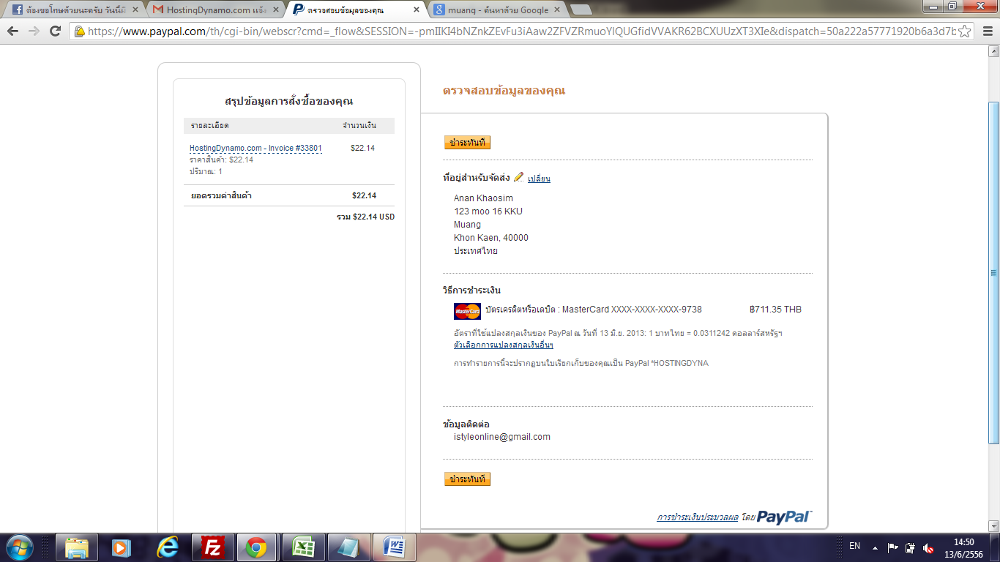 ต้องขอโทษด้วยนะครับ วันนี้มี
HostingDynamo.com แจ้ง
ตรวจสอบข้อมูลของคุณ
muang - ค้นหาด้วย Google
https://www.paypal.com/th/cgi-bin/webscr?cmd=_flow&SESSION=
สรุปข้อมูลการสั่งซื้อของคุณ
รายละเอียด จำนวนเงิน
HostingDynamo.com - Invoice #33801 $22.14
ราคาสินค้า: $22.14
ปริมาณ: 1
ยอดรวมค่าสินค้า $22.14
รวม $22.14 USD
ตรวจสอบข้อมูลของคุณ
ชำระทันที
ที่อยู่สำหรับจัดส่ง เปลี่ยน
Anan Khaosim
123 moo 16 KKU
Muang
Khon Kaen, 40000
ประเทศไทย
วิธีการชำระเงิน
MasterCard บัตรเครดิตหรือเดบิต : MasterCard XXXX-XXXX-XXXX-9738 ฿711.35 THB
อัตราที่ใช้แปลงสกุลเงินของ PayPal ณ วันที่ 13 มิ.ย. 2013: 1 บาทไทย = 0.0311242 ดอลลาร์สหรัฐฯ
ตัวเลือกการแปลงสกุลเงินอื่นๆ
การทำรายการนี้จะปรากฏบนใบเรียกเก็บของคุณเป็น PayPal *HOSTINGDYNA
ข้อมูลติดต่อ
istyleonline@gmail.com
ชำระทันที
การชำระเงินประมวลผล โดย PayPal
EN 14:50
13/6/2556